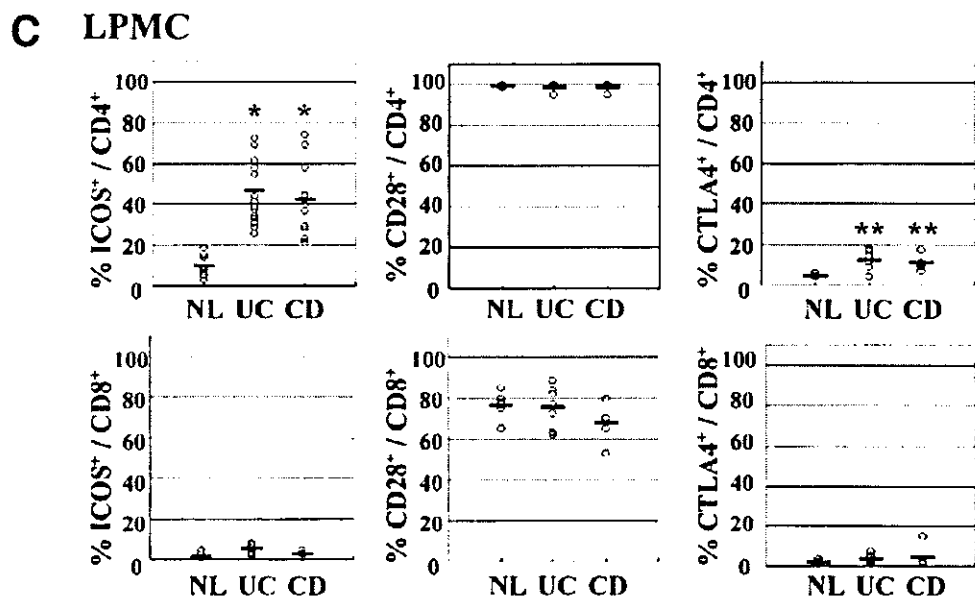 C LPMC
% ICOS⁺ / CD4⁺
100
80
60
40
20
0
* *
NL UC CD
% CD28⁺ / CD4⁺
100
80
60
40
20
0
NL UC CD
% CTLA4⁺ / CD4⁺
100
80
60
40
20
0
** **
NL UC CD
% ICOS⁺ / CD8⁺
100
80
60
40
20
0
NL UC CD
% CD28⁺ / CD8⁺
100
80
60
40
20
0
NL UC CD
% CTLA4⁺ / CD8⁺
100
80
60
40
20
0
NL UC CD